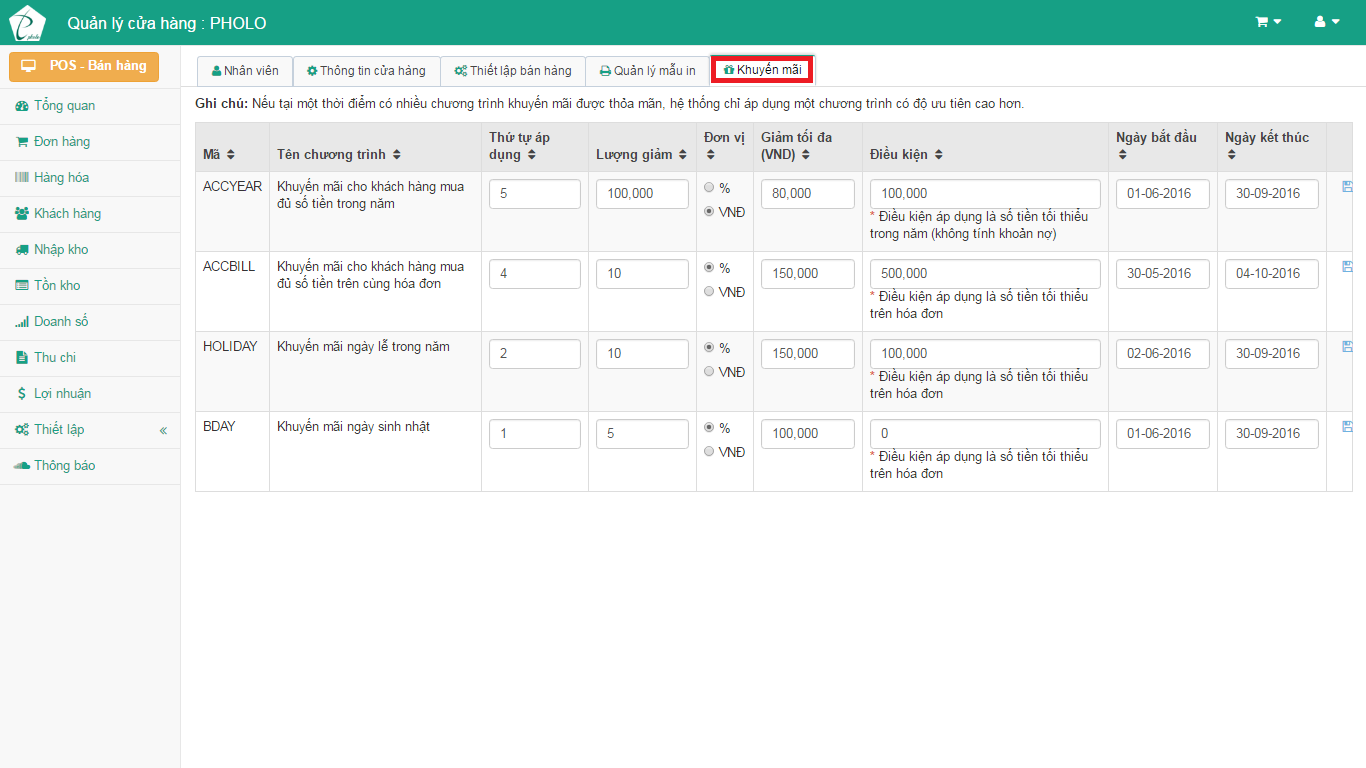 pholo
Quản lý cửa hàng : PHOLO
POS - Bán hàng
Tổng quan
Đơn hàng
Hàng hóa
Khách hàng
Nhập kho
Tồn kho
Doanh số
Thu chi
Lợi nhuận
Thiết lập
Thông báo
Nhân viên
Thông tin cửa hàng
Thiết lập bán hàng
Quản lý mẫu in
Khuyến mãi
Ghi chú: Nếu tại một thời điểm có nhiều chương trình khuyến mãi được thỏa mãn, hệ thống chỉ áp dụng một chương trình có độ ưu tiên cao hơn.
Mã
Tên chương trình
Thứ tự áp
dụng
Lượng giảm
Đơn vị
Giảm tối đa
(VND)
Điều kiện
Ngày bắt đầu
Ngày kết thúc
ACCYEAR
Khuyến mãi cho khách hàng mua
đủ số tiền trong năm
5
100,000
%
VNĐ
80,000
100,000
* Điều kiện áp dụng là số tiền tối thiểu
trong năm (không tính khoản nợ)
01-06-2016
30-09-2016
ACCBILL
Khuyến mãi cho khách hàng mua
đủ số tiền trên cùng hóa đơn
4
10
%
VNĐ
150,000
500,000
* Điều kiện áp dụng là số tiền tối thiểu
trên hóa đơn
30-05-2016
04-10-2016
HOLIDAY
Khuyến mãi ngày lễ trong năm
2
10
%
VNĐ
150,000
100,000
* Điều kiện áp dụng là số tiền tối thiểu
trên hóa đơn
02-06-2016
30-09-2016
BDAY
Khuyến mãi ngày sinh nhật
1
5
%
VNĐ
100,000
0
* Điều kiện áp dụng là số tiền tối thiểu
trên hóa đơn
01-06-2016
30-09-2016